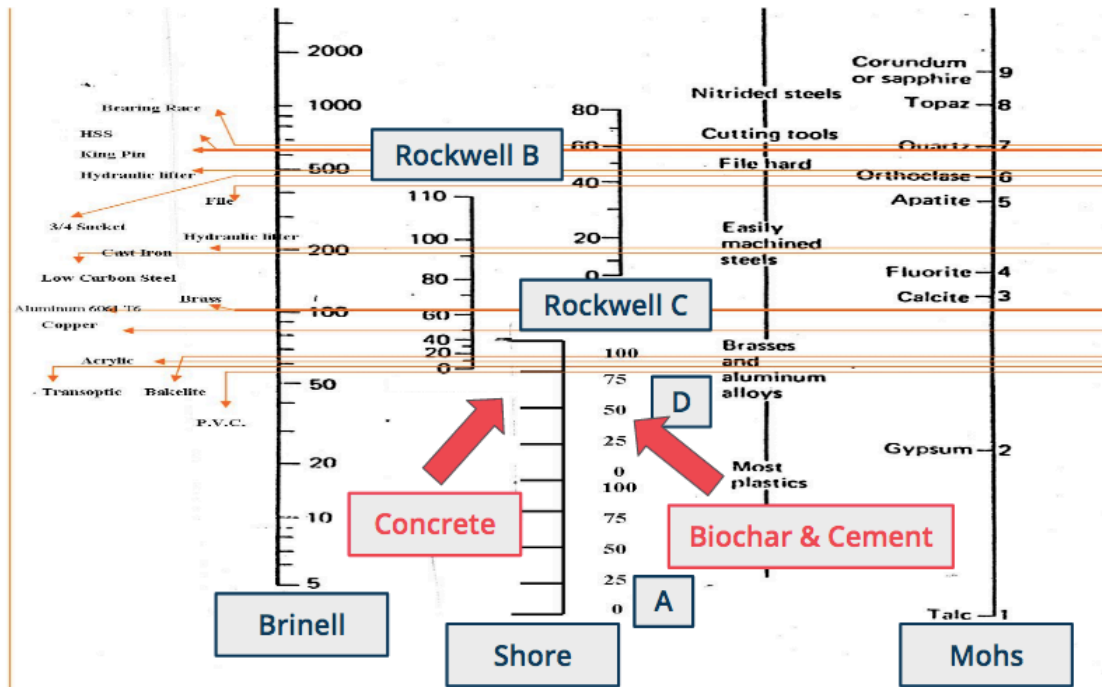 2000
1000
500
200
100
50
20
10
5
Brinell
Bearing Race
HSS
King Pin
Hydraulic lifter
File
3/4 Socket
Hydraulic lifter
Cast Iron
Low Carbon Steel
Brass
Aluminum 6061 T6
Copper
Acrylic
Transoptic
Bakelite
P.V.C.
Rockwell B
110
100
80
60
40
20
0
80
60
40
20
0
Rockwell C
100
75
50
25
0
D
100
75
50
25
0
A
Shore
Concrete
Biochar & Cement
Nitrided steels
Cutting tools
File hard
Easily
machined
steels
Brasses
and
aluminum
alloys
Most
plastics
Corundum
or sapphire
9
Topaz 8
Quartz 7
Orthoclase 6
Apatite 5
Fluorite 4
Calcite 3
Gypsum 2
Talc 1
Mohs